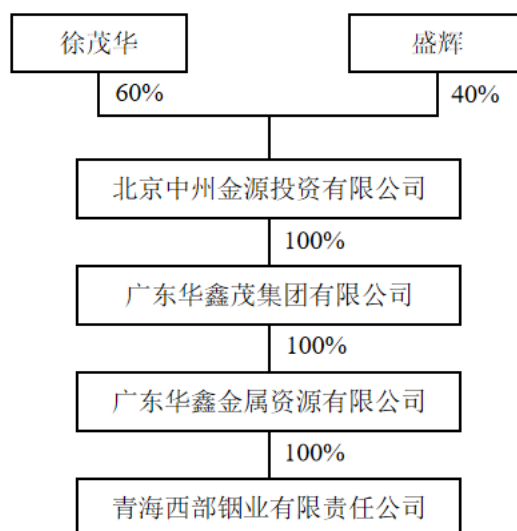 徐茂华
盛辉
60%
40%
北京中州金源投资有限公司
100%
广东华鑫茂集团有限公司
100%
广东华鑫金属资源有限公司
100%
青海西部铟业有限责任公司